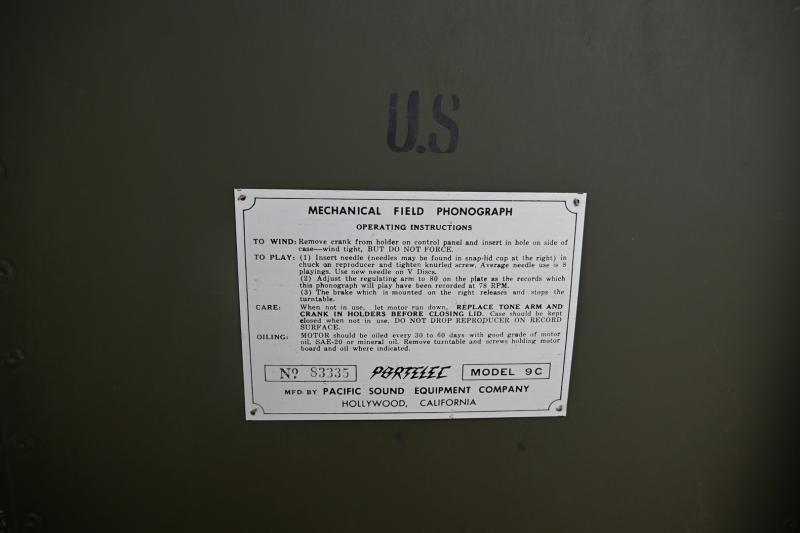 U.S
MECHANICAL FIELD PHONOGRAPH
OPERATING INSTRUCTIONS
TO WIND: Remove crank from holder on control panel and insert in hole on side of
case—wind tight, BUT DO NOT FORCE.
TO PLAY: (1) Insert needle (needles may be found in snap-lid cup at the right) in
chuck on reproducer and tighten knurled screw. Average needle use is 8
playings. Use new needle on V Discs.
(2) Adjust the regulating arm to 80 on the plate as the records which
this phonograph will play have been recorded at 78 RPM.
(3) The brake which is mounted on the right releases and stops the
turntable.
CARE: When not in use, let motor run down, REPLACE TONE ARM AND
CRANK IN HOLDERS BEFORE CLOSING LID. Case should be kept
closed when not in use. DO NOT DROP REPRODUCER ON RECORD
SURFACE.
OILING: MOTOR should be oiled every 30 to 60 days with good grade of motor
oil, SAE-20 or mineral oil. Remove turntable and screws holding motor
board and oil where indicated.
No. S3335 PORTELEC MODEL 9C
MFD. BY PACIFIC SOUND EQUIPMENT COMPANY
HOLLYWOOD, CALIFORNIA